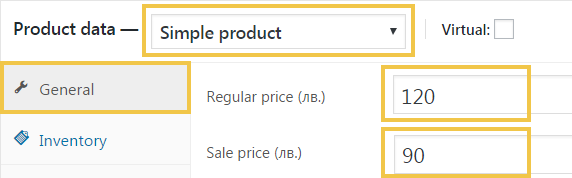 Product data — Simple product Virtual:
General
Regular price (лв.) 120
Inventory
Sale price (лв.) 90